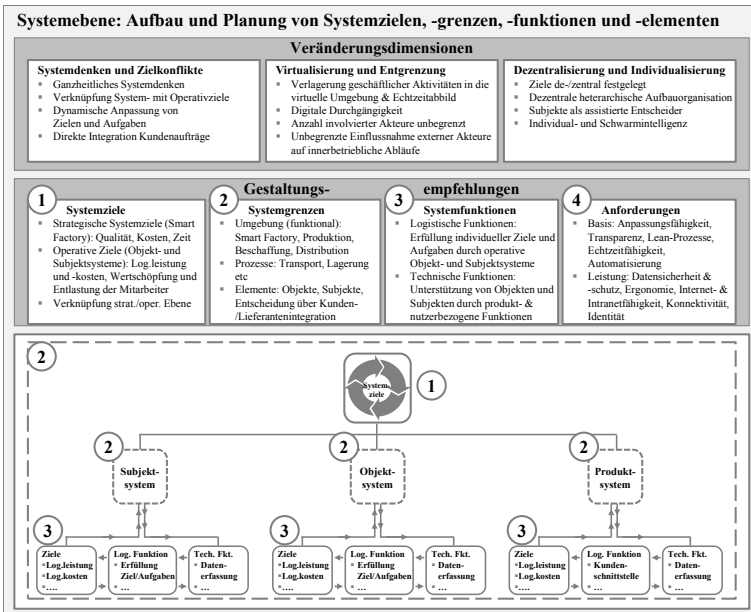 Systemebene: Aufbau und Planung von Systemzielen, -grenzen, -funktionen und -elementen
Veränderungsdimensionen
Systemdenken und Zielkonflikte
▪ Ganzheitliches Systemdenken
▪ Verknüpfung System- mit Operativziele
▪ Dynamische Anpassung von
Zielen und Aufgaben
▪ Direkte Integration Kundenaufträge
Virtualisierung und Entgrenzung
▪ Verlagerung geschäftlicher Aktivitäten in die
virtuelle Umgebung & Echtzeitabbild
▪ Digitale Durchgängigkeit
▪ Anzahl involvierter Akteure unbegrenzt
▪ Unbegrenzte Einflussnahme externer Akteure
auf innerbetriebliche Abläufe
Dezentralisierung und Individualisierung
▪ Ziele de-/zentral festgelegt
▪ Dezentrale heterarchische Aufbauorganisation
▪ Subjekte als assistierte Entscheider
▪ Individual- und Schwarmintelligenz
Gestaltungs- empfehlungen
1
Systemziele
▪ Strategische Systemziele (Smart
Factory): Qualität, Kosten, Zeit
▪ Operative Ziele (Objekt- und
Subjektsysteme): Log.leistung
und -kosten, Wertschöpfung und
Entlastung der Mitarbeiter
▪ Verknüpfung strat./oper. Ebene
2
Systemgrenzen
▪ Umgebung (funktional):
Smart Factory, Produktion,
Beschaffung, Distribution
▪ Prozesse: Transport, Lagerung
etc
▪ Elemente: Objekte, Subjekte,
Entscheidung über Kunden-
/Lieferantenintegration
3
Systemfunktionen
▪ Logistische Funktionen:
Erfüllung individueller Ziele und
Aufgaben durch operative
Objekt- und Subjektsysteme
▪ Technische Funktionen:
Unterstützung von Objekten und
Subjekten durch produkt- &
nutzerbezogene Funktionen
4
Anforderungen
▪ Basis: Anpassungsfähigkeit,
Transparenz, Lean-Prozesse,
Echtzeitfähigkeit,
Automatisierung
▪ Leistung: Datensicherheit &
-schutz, Ergonomie, Internet- &
Intranetfähigkeit, Konnektivität,
Identität
2
System
ziele
1
2
Subjekt-
system
2
Objekt-
system
2
Produkt-
system
3
Ziele
▪ Log.leistung
▪ Log.kosten
▪ ….
Log. Funktion
▪ Erfüllung
Ziel/Aufgaben
▪ …
Tech. Fkt.
▪ Daten-
erfassung
▪ …
3
Ziele
▪ Log.leistung
▪ Log.kosten
▪ ….
Log. Funktion
▪ Erfüllung
Ziel/Aufgaben
▪ …
Tech. Fkt.
▪ Daten-
erfassung
▪ …
3
Ziele
▪ Log.leistung
▪ Log.kosten
▪ ….
Log. Funktion
▪ Kunden-
schnittstelle
▪ …
Tech. Fkt.
▪ Daten-
erfassung
▪ …